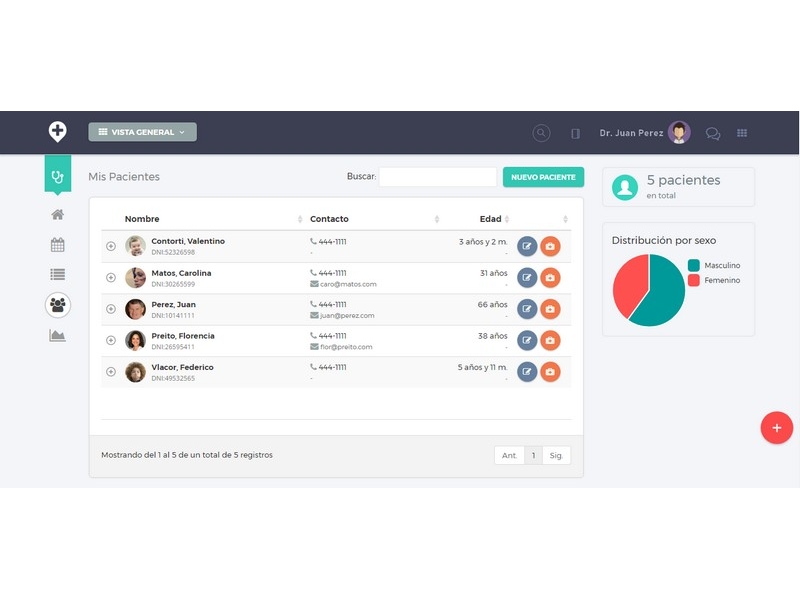 VISTA GENERAL
Dr. Juan Perez
Mis Pacientes
Buscar:
NUEVO PACIENTE
5 pacientes
en total
Nombre Contacto Edad
Contorti, Valentino 444-1111 3 años y 2 m.
DNI:52326598 - -
Matos, Carolina 444-1111 31 años
DNI:30265599 caro@matos.com -
Perez, Juan 444-1111 66 años
DNI:10141111 juan@perez.com -
Preito, Florencia 444-1111 38 años
DNI:26595411 flor@preito.com -
Vlacor, Federico 444-1111 5 años y 11 m.
DNI:49532565 - -
Mostrando del 1 al 5 de un total de 5 registros
Ant. 1 Sig.
Distribución por sexo
Masculino
Femenino